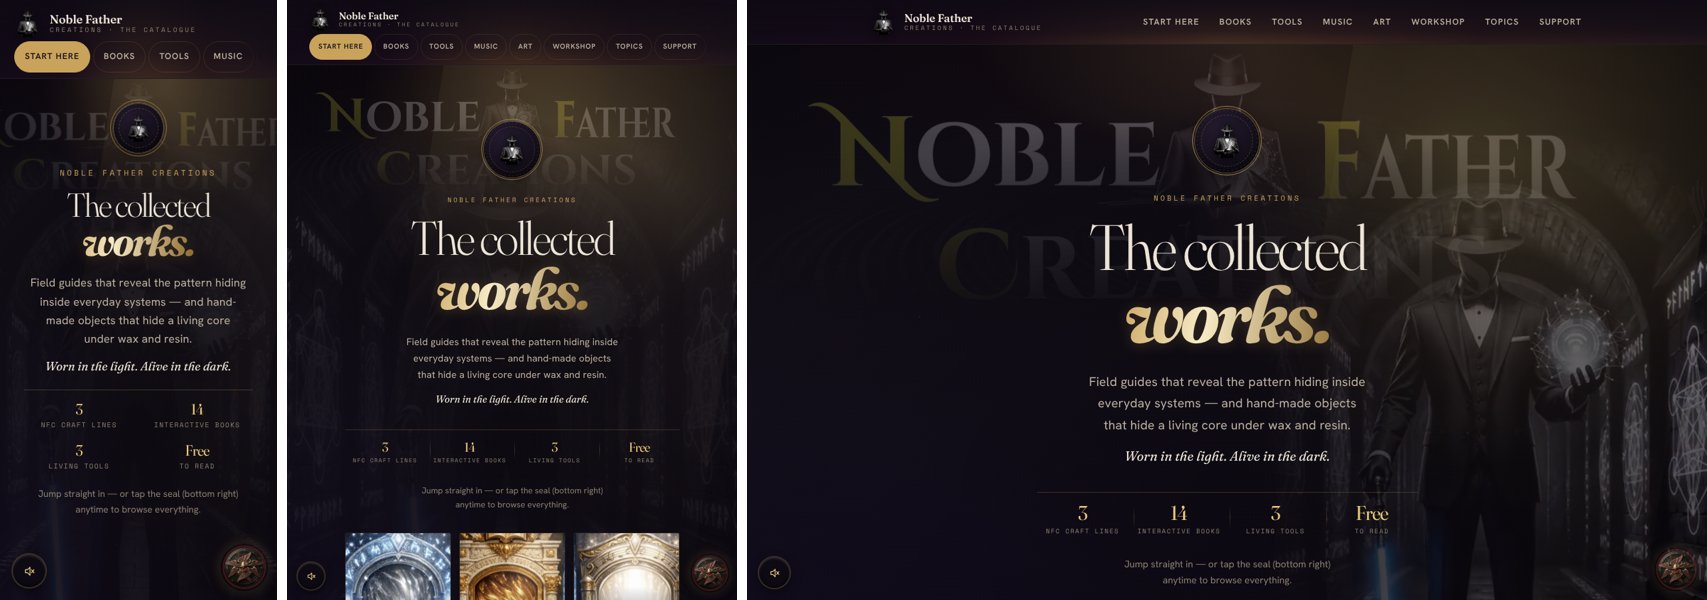 Noble Father
CREATIONS · THE CATALOGUE
START HERE
BOOKS
TOOLS
MUSIC
OBLE FATHE
CREATIONS
NOBLE FATHER CREATIONS
The collected
works.
Field guides that reveal the pattern hiding
inside everyday systems — and hand-
made objects that hide a living core
under wax and resin.
Worn in the light. Alive in the dark.
3
NFC CRAFT LINES
14
INTERACTIVE BOOKS
3
LIVING TOOLS
Free
TO READ
Jump straight in — or tap the seal (bottom right)
anytime to browse everything.
Noble Father
CREATIONS · THE CATALOGUE
START HERE
BOOKS
TOOLS
MUSIC
ART
WORKSHOP
TOPICS
SUPPORT
NOBLE FATHER
CREATIONS
NOBLE FATHER CREATIONS
The collected
works.
Field guides that reveal the pattern hiding inside
everyday systems — and hand-made objects
that hide a living core under wax and resin.
Worn in the light. Alive in the dark.
3
NFC CRAFT LINES
14
INTERACTIVE BOOKS
3
LIVING TOOLS
Free
TO READ
Jump straight in — or tap the seal (bottom right)
anytime to browse everything.
Noble Father
CREATIONS · THE CATALOGUE
START HERE
BOOKS
TOOLS
MUSIC
ART
WORKSHOP
TOPICS
SUPPORT
NOBLE FATHER
CREATIONS
NOBLE FATHER CREATIONS
The collected
works.
Field guides that reveal the pattern hiding inside
everyday systems — and hand-made objects
that hide a living core under wax and resin.
Worn in the light. Alive in the dark.
3
NFC CRAFT LINES
14
INTERACTIVE BOOKS
3
LIVING TOOLS
Free
TO READ
Jump straight in — or tap the seal (bottom right)
anytime to browse everything.